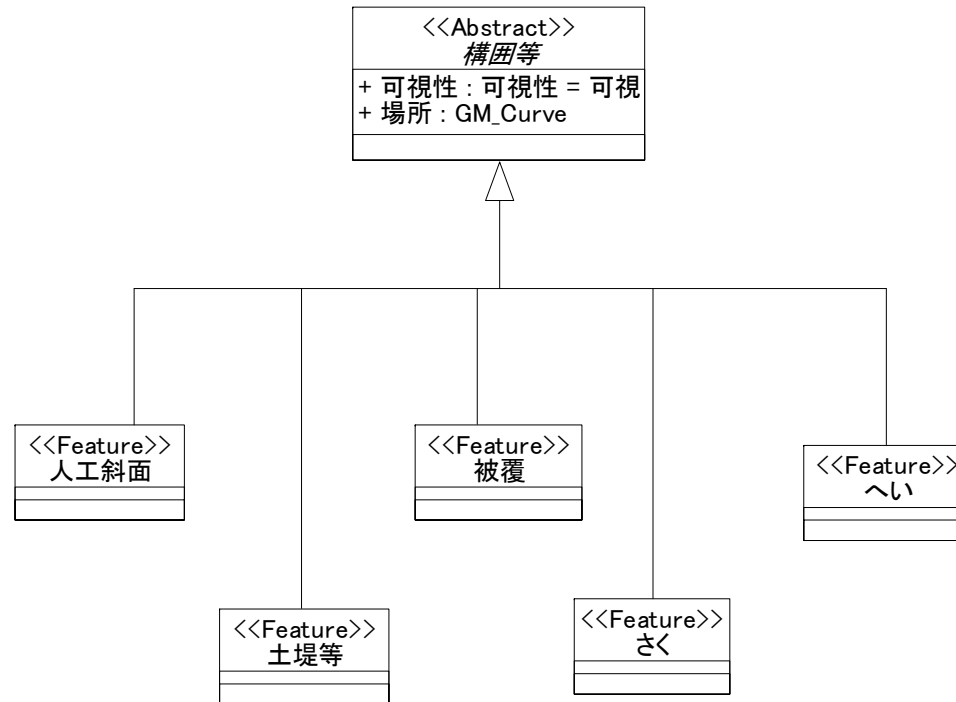 <<Abstract>>
構囲等
+ 可視性 : 可視性 = 可視
+ 場所 : GM_Curve
<<Feature>>
人工斜面
<<Feature>>
被覆
<<Feature>>
へい
<<Feature>>
土堤等
<<Feature>>
さく